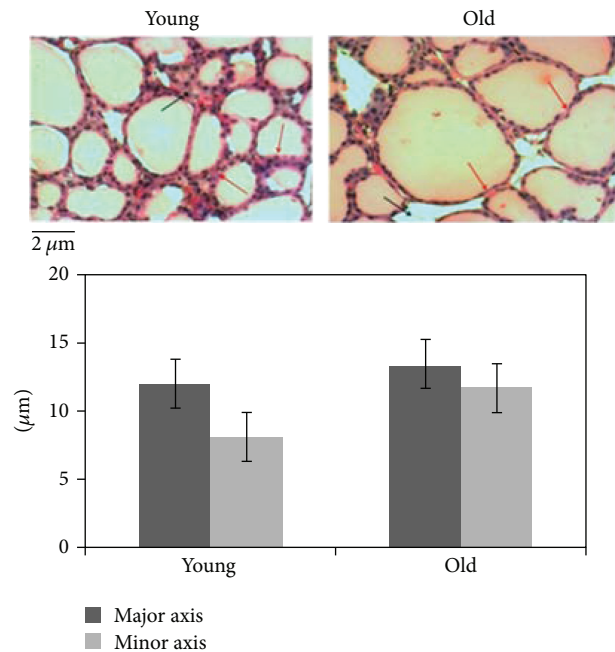 Young Old
2 μm
20
15
10
5
0
(μm)
Young Old
Major axis
Minor axis